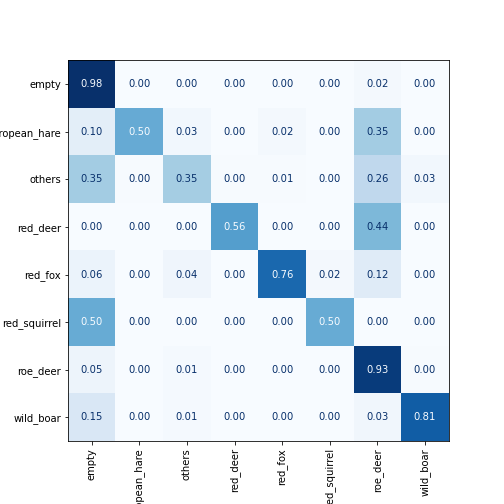 empty 0.98 0.00 0.00 0.00 0.00 0.00 0.02 0.00
ropean_hare 0.10 0.50 0.03 0.00 0.02 0.00 0.35 0.00
others 0.35 0.00 0.35 0.00 0.01 0.00 0.26 0.03
red_deer 0.00 0.00 0.00 0.56 0.00 0.00 0.44 0.00
red_fox 0.06 0.00 0.04 0.00 0.76 0.02 0.12 0.00
red_squirrel 0.50 0.00 0.00 0.00 0.00 0.50 0.00 0.00
roe_deer 0.05 0.00 0.01 0.00 0.00 0.00 0.93 0.00
wild_boar 0.15 0.00 0.01 0.00 0.00 0.00 0.03 0.81
empty
pean_hare
others
red_deer
red_fox
ed_squirrel
roe_deer
wild_boar